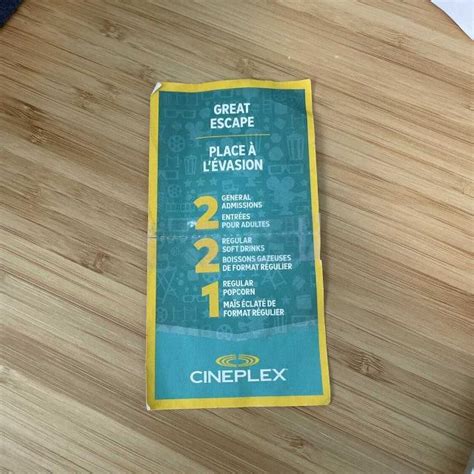 GREAT
ESCAPE
PLACE À
L'ÉVASION
2
GENERAL
ADMISSIONS
ENTRÉES
POUR ADULTES
2
REGULAR
SOFT DRINKS
BOISSONS GAZEUSES
DE FORMAT RÉGULIER
1
REGULAR
POPCORN
MAÏS ÉCLATÉ DE
FORMAT RÉGULIER
CINEPLEX